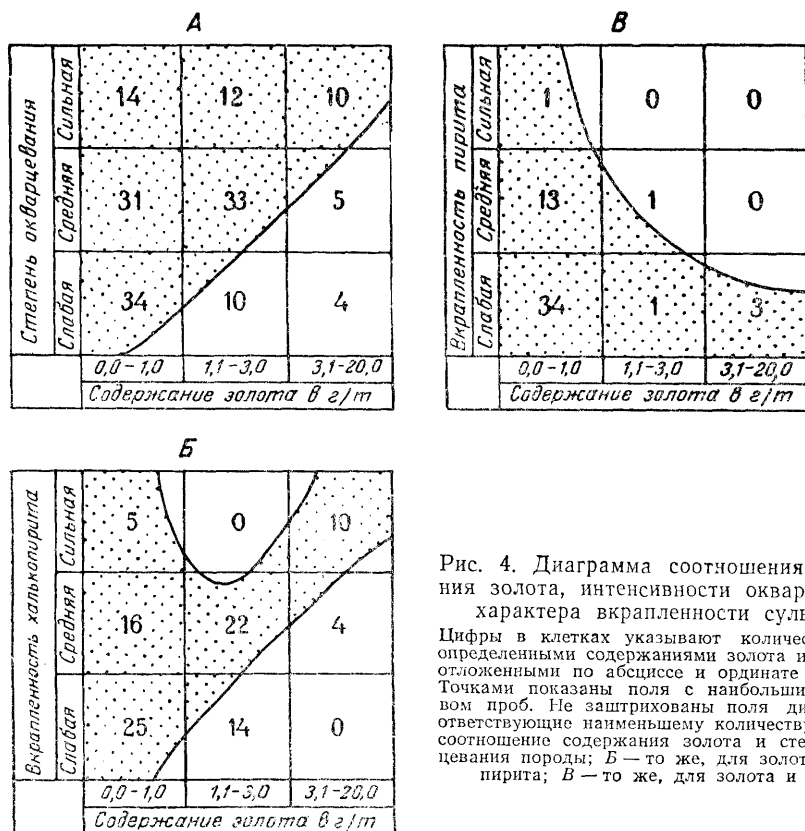 А
Степень окварцевания
Сильная
14 12 10
Средняя
31 33 5
Слабая
34 10 4
0,0-1,0 1,1-3,0 3,1-20,0
Содержание золота в г/т
В
Вкрапленность пирита
Сильная
1 0 0
Средняя
13 1 0
Слабая
34 1 3
0,0-1,0 1,1-3,0 3,1-20,0
Содержание золота в г/т
Б
Вкрапленность халькопирита
Сильная
5 0 10
Средняя
16 22 4
Слабая
25 14 0
0,0-1,0 1,1-3,0 3,1-20,0
Содержание золота в г/т
Рис. 4. Диаграмма соотношения
ния золота, интенсивности оквар
характера вкрапленности суль
Цифры в клетках указывают количес
определенными содержаниями золота и
отложенными по абсциссе и ординате
Точками показаны поля с наибольши
вом проб. Не заштрихованы поля ди
ответствующие наименьшему количеству
соотношение содержания золота и сте
цевания породы; Б — то же, для золот
пирита; В — то же, для золота и